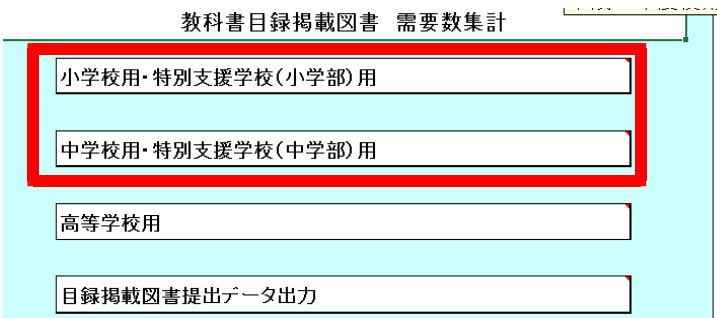 教科書目録掲載図書 需要数集計
小学校用・特別支援学校(小学部)用
中学校用・特別支援学校(中学部)用
高等学校用
目録掲載図書提出データ出力